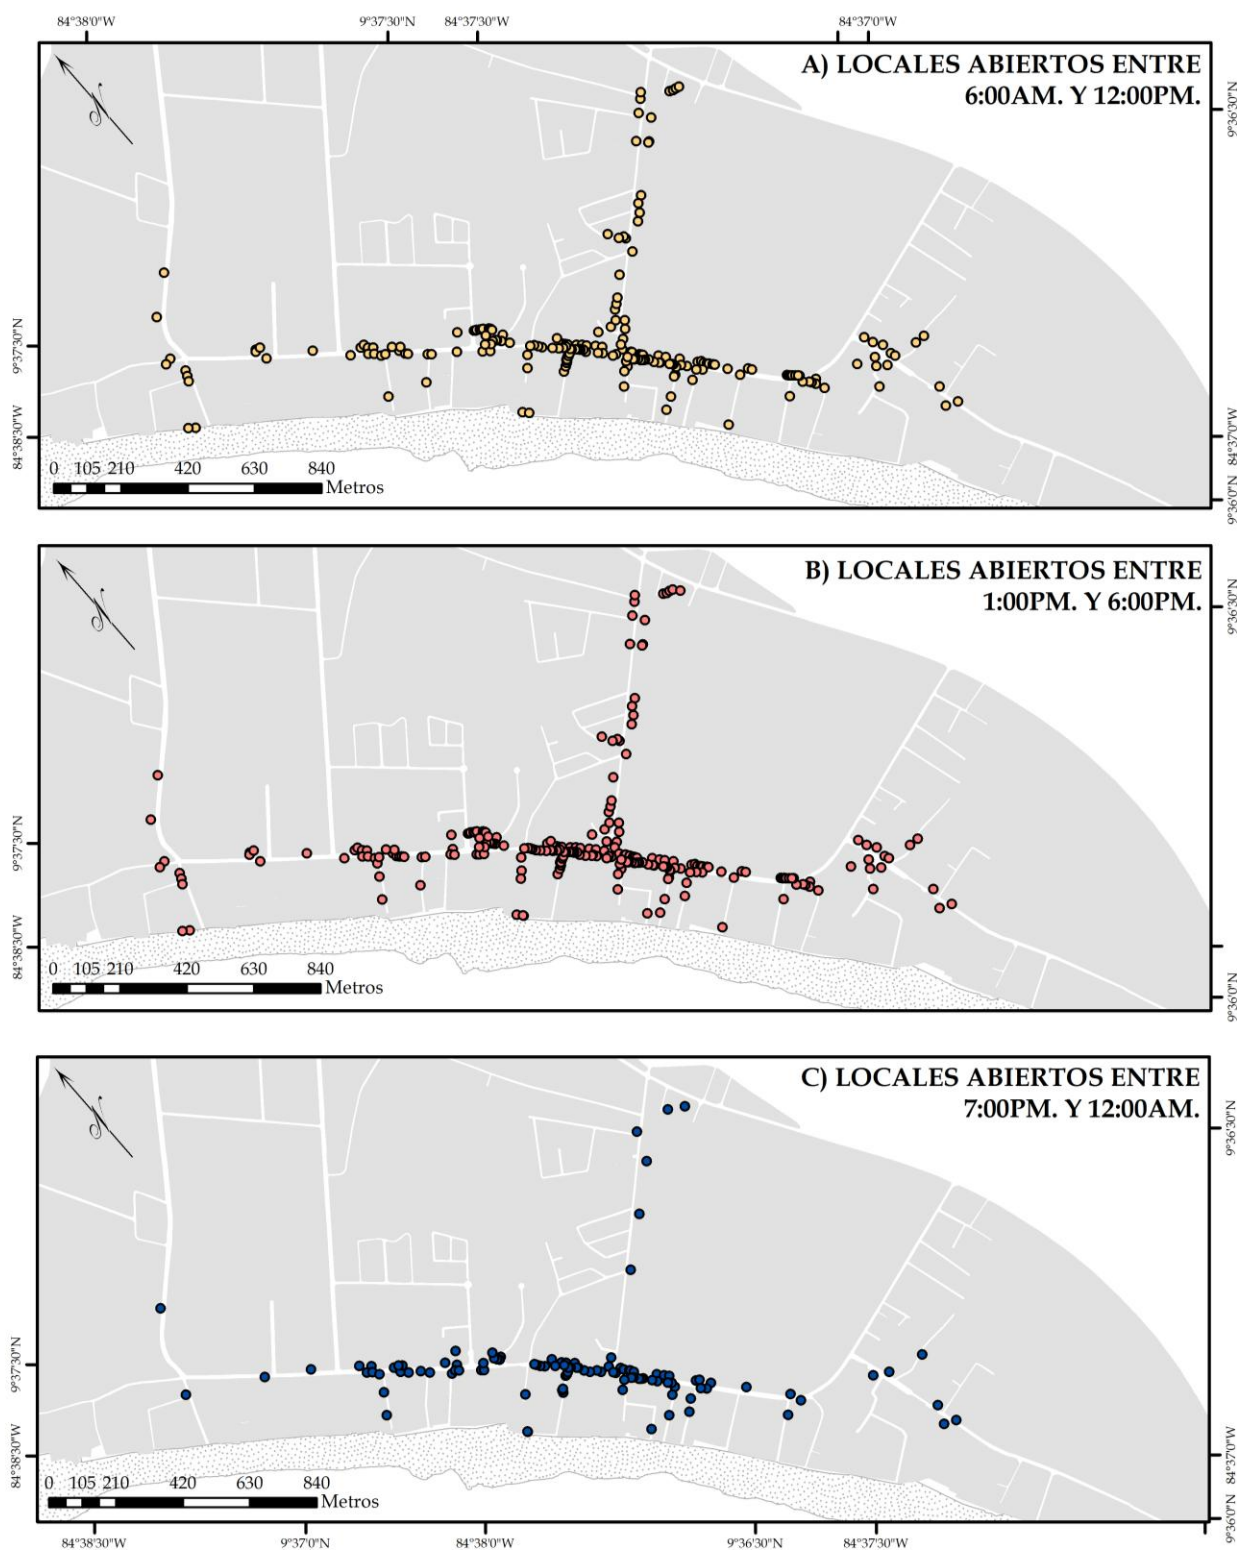 84°38'0"W 9°37'30"N 84°37'30"W 84°37'0"W
A) LOCALES ABIERTOS ENTRE
6:00AM. Y 12:00PM.
9°36'30"N
9°37'30"N
84°38'30"W
84°37'0"W
9°36'0"N
0 105 210 420 630 840
Metros
B) LOCALES ABIERTOS ENTRE
1:00PM. Y 6:00PM.
9°36'30"N
9°37'30"N
84°38'30"W
9°36'0"N
0 105 210 420 630 840
Metros
C) LOCALES ABIERTOS ENTRE
7:00PM. Y 12:00AM.
9°36'30"N
9°37'30"N
84°38'30"W
84°37'0"W
9°36'0"N
0 105 210 420 630 840
Metros
84°38'30"W 9°37'0"N 84°38'0"W 9°36'30"N 84°37'30"W